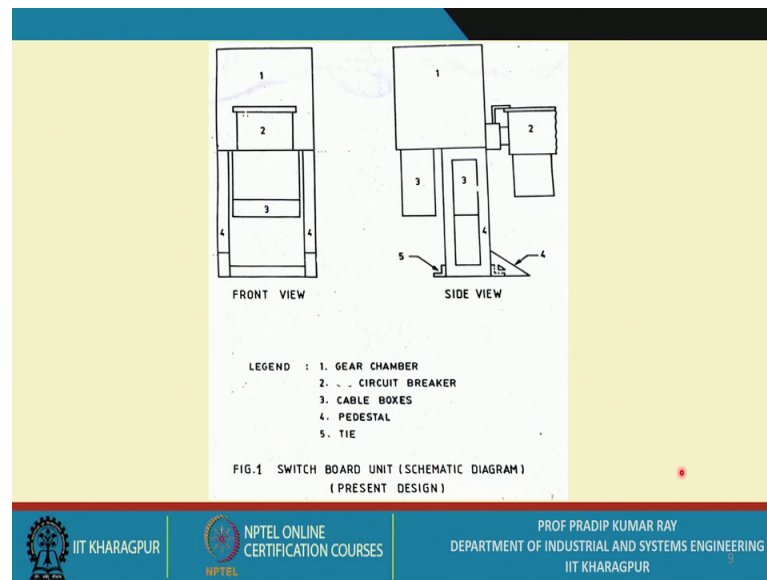 1
2
3
4
4
FRONT VIEW
1
2
3
3
4
5
4
SIDE VIEW
LEGEND : 1. GEAR CHAMBER
2. CIRCUIT BREAKER
3. CABLE BOXES
4. PEDESTAL
5. TIE
FIG.1 SWITCH BOARD UNIT (SCHEMATIC DIAGRAM)
(PRESENT DESIGN)
IIT KHARAGPUR
NPTEL
NPTEL ONLINE
CERTIFICATION COURSES
PROF PRADIP KUMAR RAY
DEPARTMENT OF INDUSTRIAL AND SYSTEMS ENGINEERING
IIT KHARAGPUR
9